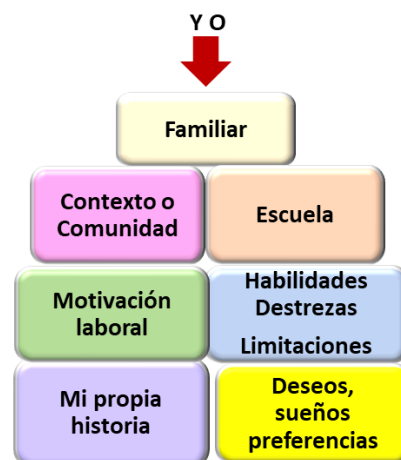 Y O
Familiar
Contexto o
Comunidad
Escuela
Motivación
laboral
Habilidades
Destrezas
Limitaciones
Mi propia
historia
Deseos,
sueños
preferencias